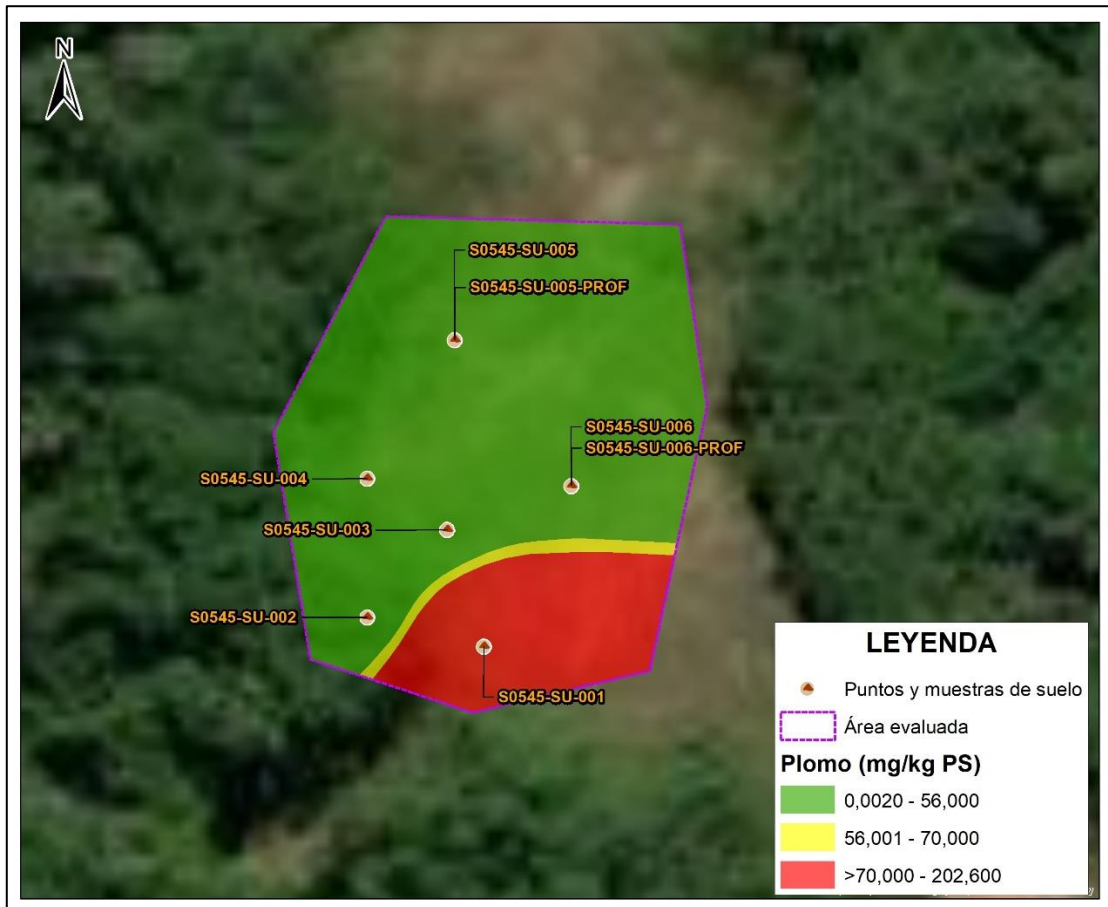 N
S0545-SU-005
S0545-SU-005-PROF
S0545-SU-006
S0545-SU-006-PROF
S0545-SU-004
S0545-SU-003
S0545-SU-002
S0545-SU-001
LEYENDA
Puntos y muestras de suelo
Área evaluada
Plomo (mg/kg PS)
0,0020 - 56,000
56,001 - 70,000
>70,000 - 202,600